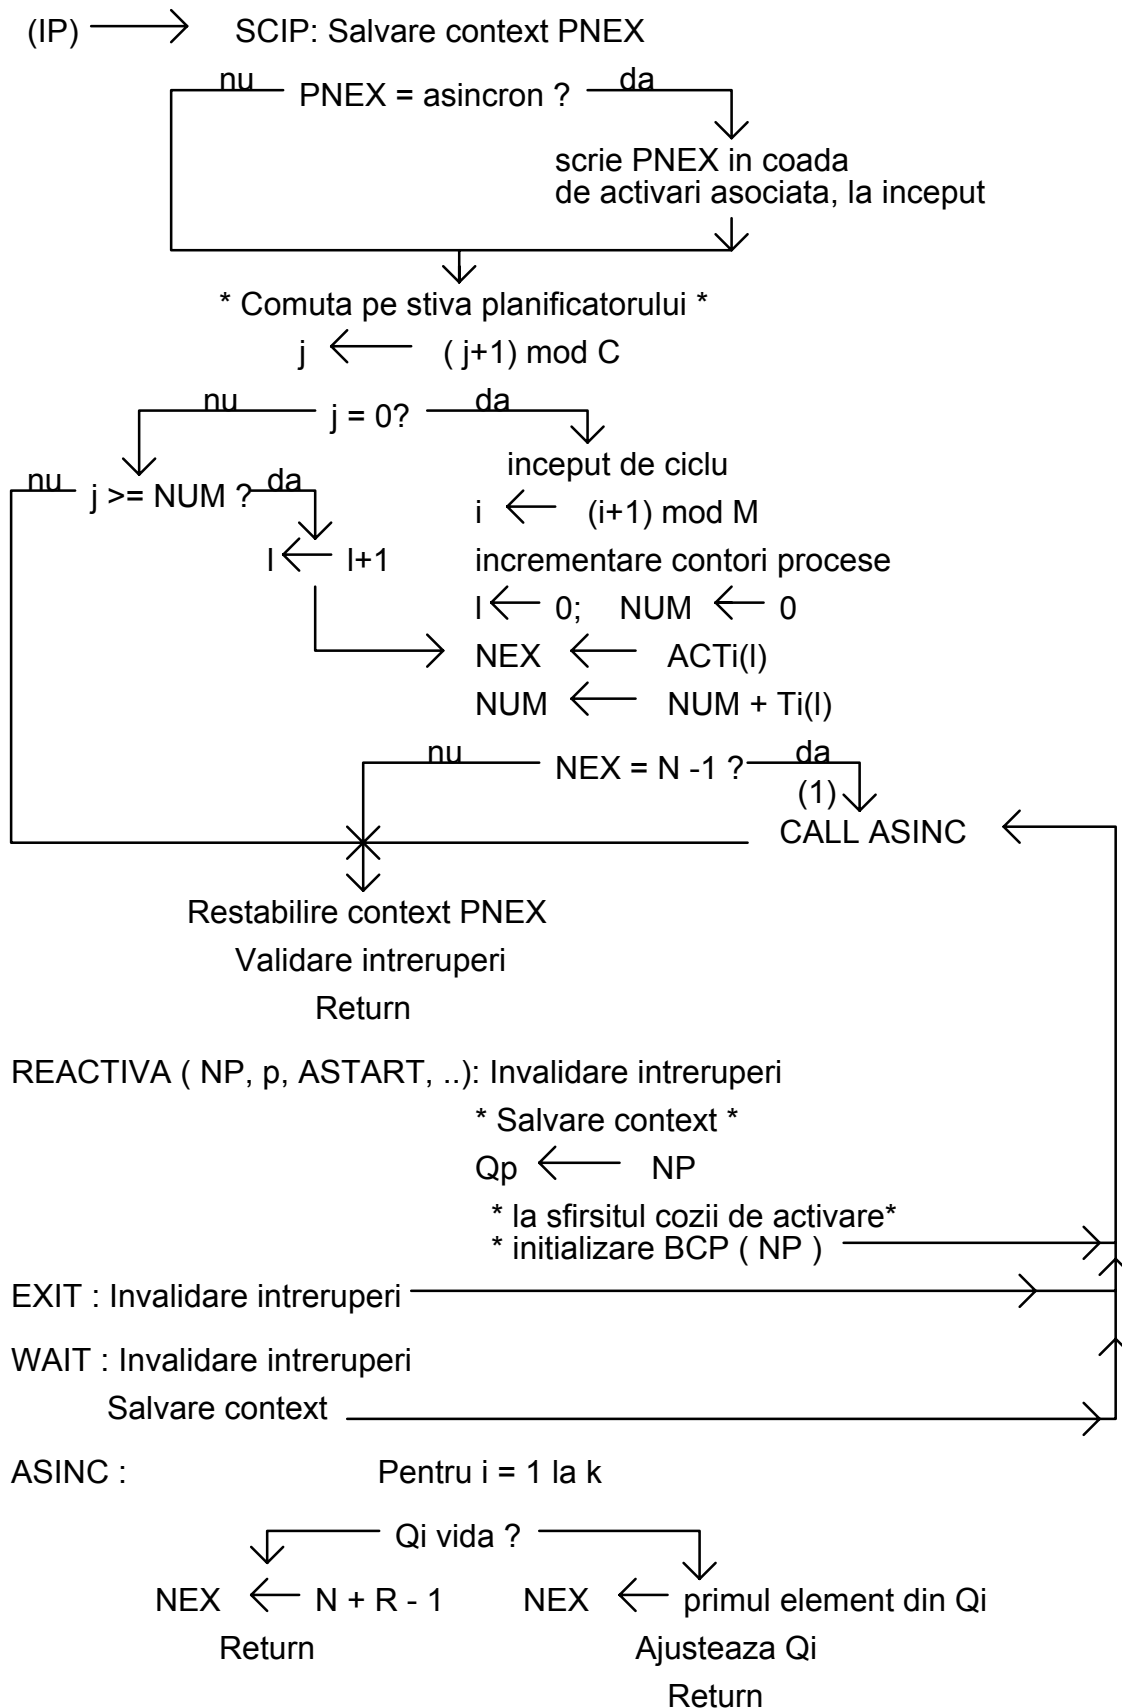 (IP) SCIP: Salvare context PNEX
nu PNEX = asincron ? da
scrie PNEX in coada
de activari asociata, la inceput
* Comuta pe stiva planificatorului *
j ( j+1) mod C
nu j = 0? da
inceput de ciclu
nu j >= NUM ? da
i (i+1) mod M
l l+1
incrementare contori procese
l 0; NUM 0
NEX ACTi(l)
NUM NUM + Ti(l)
nu NEX = N -1 ? da
(1)
CALL ASINC
Restabilire context PNEX
Validare intreruperi
Return
REACTIVA ( NP, p, ASTART, ..): Invalidare intreruperi
* Salvare context *
Qp NP
* la sfirsitul cozii de activare*
* initializare BCP ( NP )
EXIT : Invalidare intreruperi
WAIT : Invalidare intreruperi
Salvare context
ASINC : Pentru i = 1 la k
Qi vida ?
NEX N + R - 1 NEX primul element din Qi
Return Ajusteaza Qi
Return